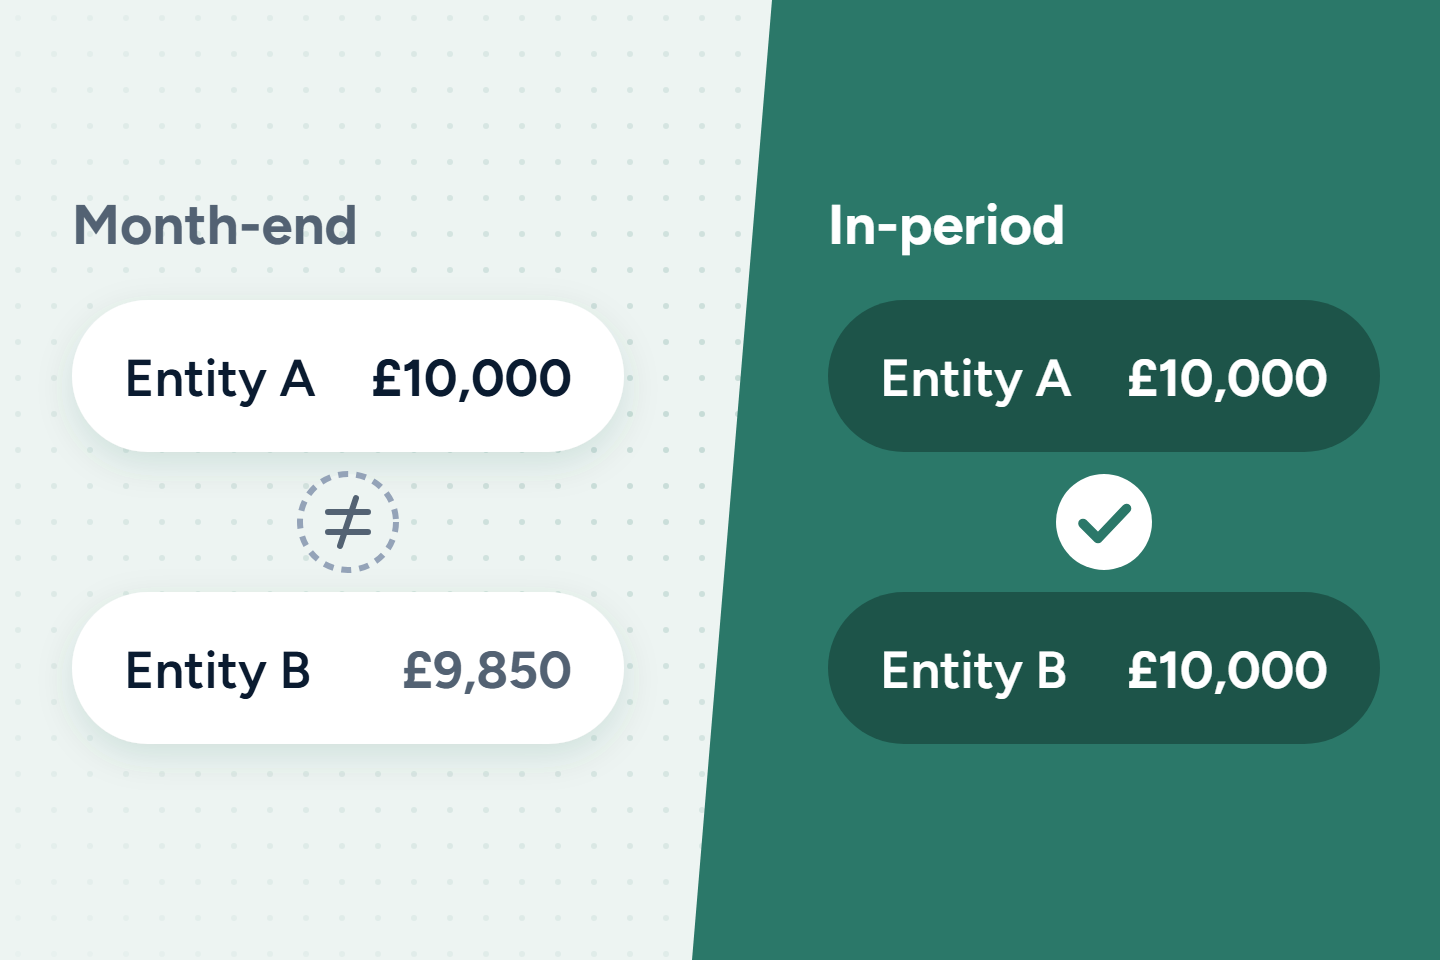 Month-end
Entity A £10,000
≠
Entity B £9,850
In-period
Entity A £10,000
Entity B £10,000